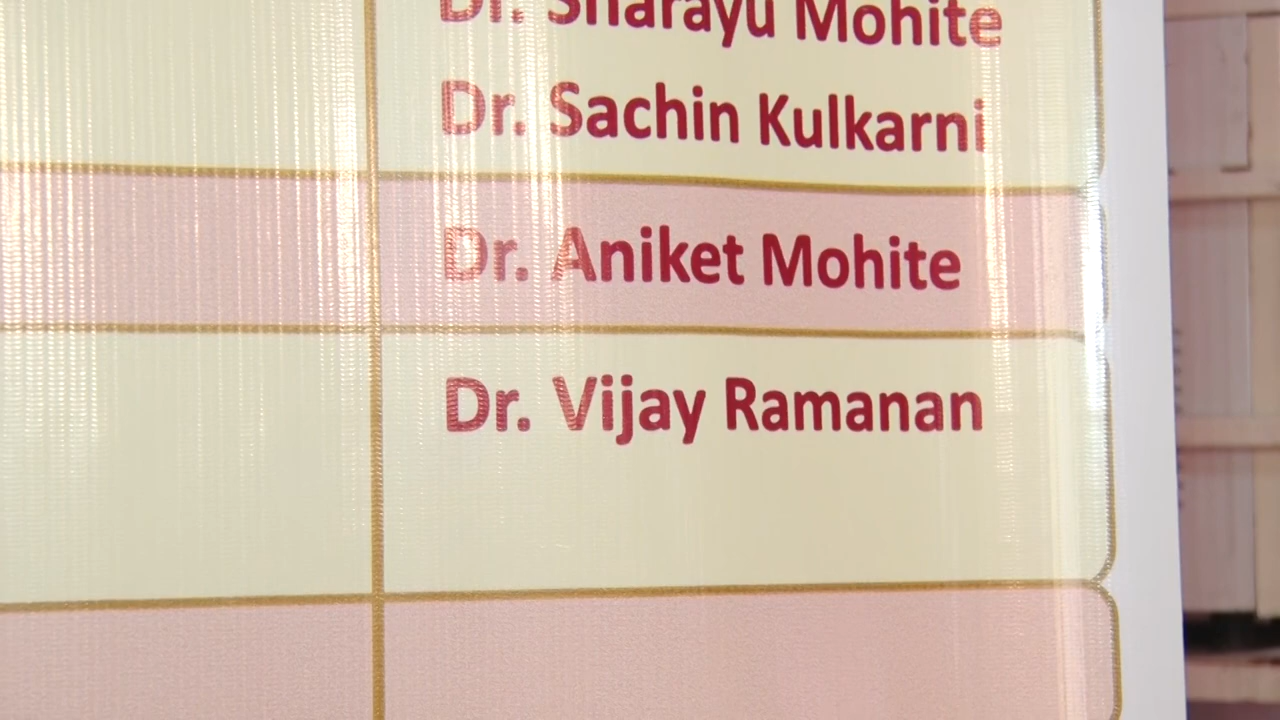 Dr. Sharayu Mohite
Dr. Sachin Kulkarni
Dr. Aniket Mohite
Dr. Vijay Ramanan